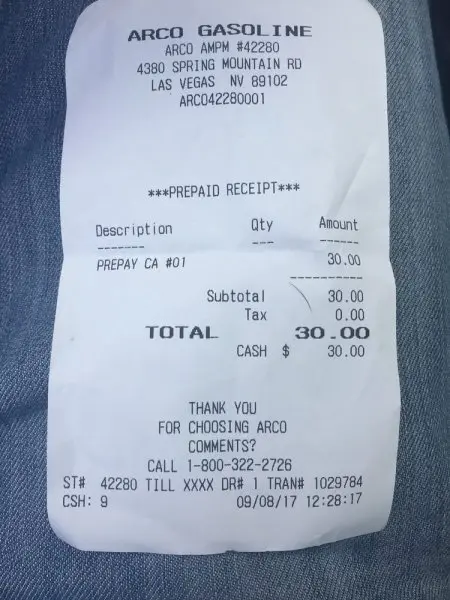 ARCO GASOLINE
ARCO AMPM #42280
4380 SPRING MOUNTAIN RD
LAS VEGAS NV 89102
ARCO42280001
***PREPAID RECEIPT***
Description Qty Amount
------- --- ------
PREPAY CA #01 30.00
----------
Subtotal 30.00
Tax 0.00
TOTAL 30.00
CASH $ 30.00
THANK YOU
FOR CHOOSING ARCO
COMMENTS?
CALL 1-800-322-2726
ST# 42280 TILL XXXX DR# 1 TRAN# 1029784
CSH: 9 09/08/17 12:28:17